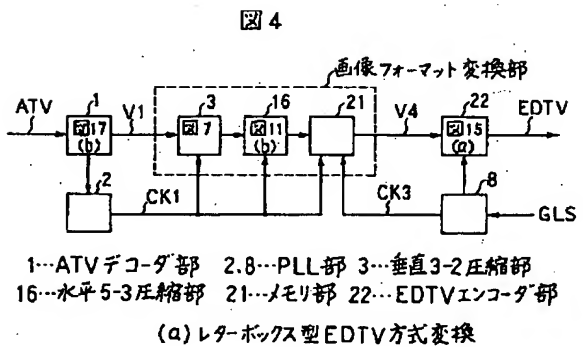 図4
画像フォーマット変換部
ATV
1
V1
3
16
21
V4
22
EDTV
図17
(b)
図7
図11
(b)
図15
(a)
2
CK1
CK3
8
GLS
1…ATVデコーダ部 2.8…PLL部 3…垂直3-2圧縮部
16…水平5-3圧縮部 21…メモリ部 22…EDTVエンコーダ部
(a)レターボックス型EDTV方式変換